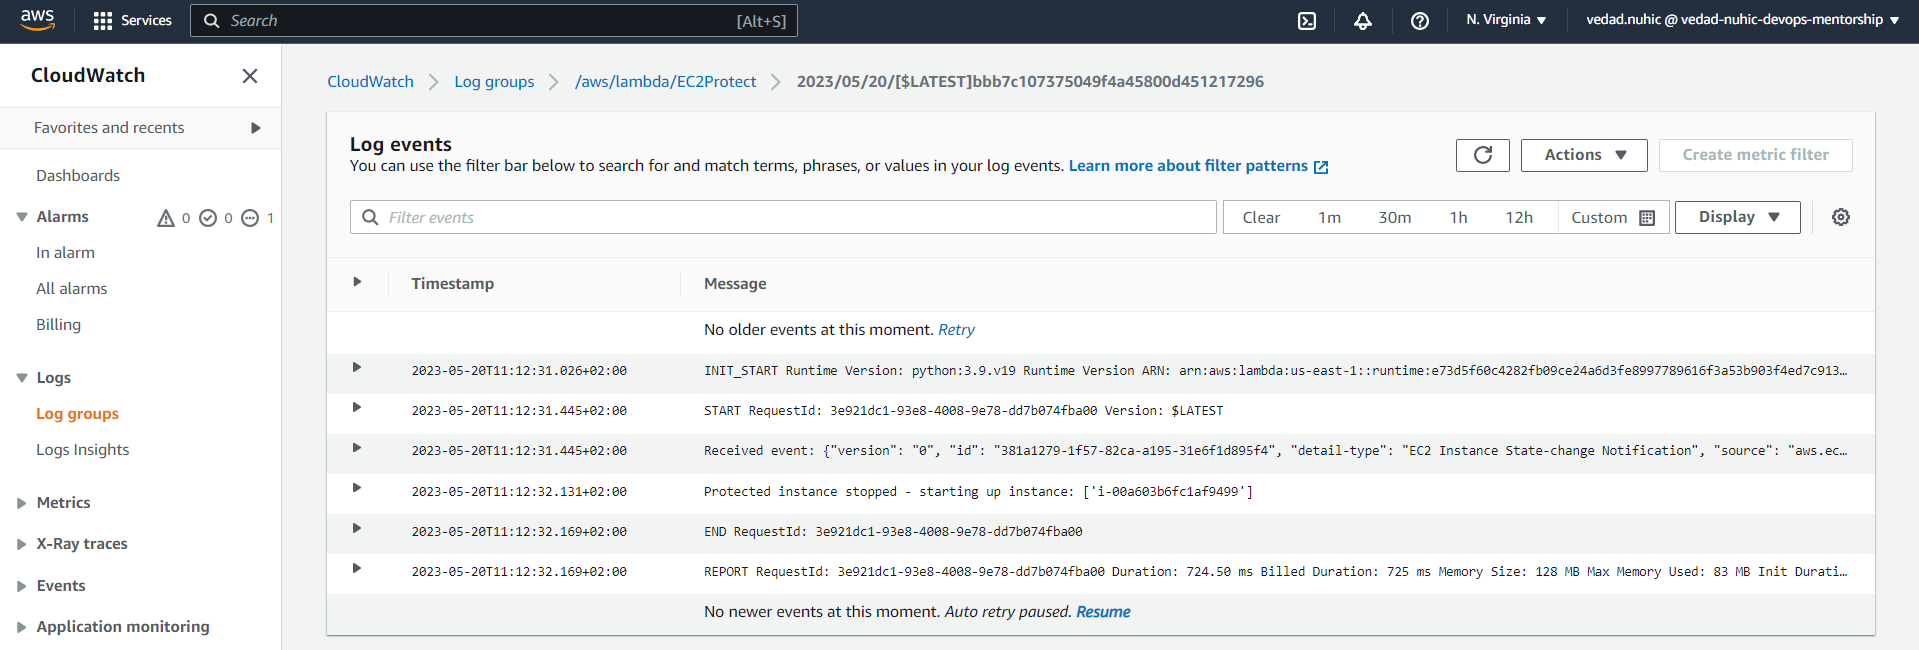 aws Services Search [Alt+S] N. Virginia vedad.nuhic @ vedad-nuhic-devops-mentorship
CloudWatch
Favorites and recents
Dashboards
Alarms 0 0 1
In alarm
All alarms
Billing
Logs
Log groups
Logs Insights
Metrics
X-Ray traces
Events
Application monitoring
CloudWatch Log groups /aws/lambda/EC2Protect 2023/05/20/[$LATEST]bbb7c107375049f4a45800d451217296
Log events
You can use the filter bar below to search for and match terms, phrases, or values in your log events. Learn more about filter patterns
Actions Create metric filter
Filter events Clear 1m 30m 1h 12h Custom Display
Timestamp Message
No older events at this moment. Retry
2023-05-20T11:12:31.026+02:00 INIT_START Runtime Version: python:3.9.v19 Runtime Version ARN: arn:aws:lambda:us-east-1::runtime:e73d5f60c4282fb09ce24a6d3fe8997789616f3a53b903f4ed7c913…
2023-05-20T11:12:31.445+02:00 START RequestId: 3e921dc1-93e8-4008-9e78-dd7b074fba00 Version: $LATEST
2023-05-20T11:12:31.445+02:00 Received event: {"version": "0", "id": "381a1279-1f57-82ca-a195-31e6f1d895f4", "detail-type": "EC2 Instance State-change Notification", "source": "aws.ec…
2023-05-20T11:12:32.131+02:00 Protected instance stopped - starting up instance: ['i-00a603b6fc1af9499']
2023-05-20T11:12:32.169+02:00 END RequestId: 3e921dc1-93e8-4008-9e78-dd7b074fba00
2023-05-20T11:12:32.169+02:00 REPORT RequestId: 3e921dc1-93e8-4008-9e78-dd7b074fba00 Duration: 724.50 ms Billed Duration: 725 ms Memory Size: 128 MB Max Memory Used: 83 MB Init Durati…
No newer events at this moment. Auto retry paused. Resume